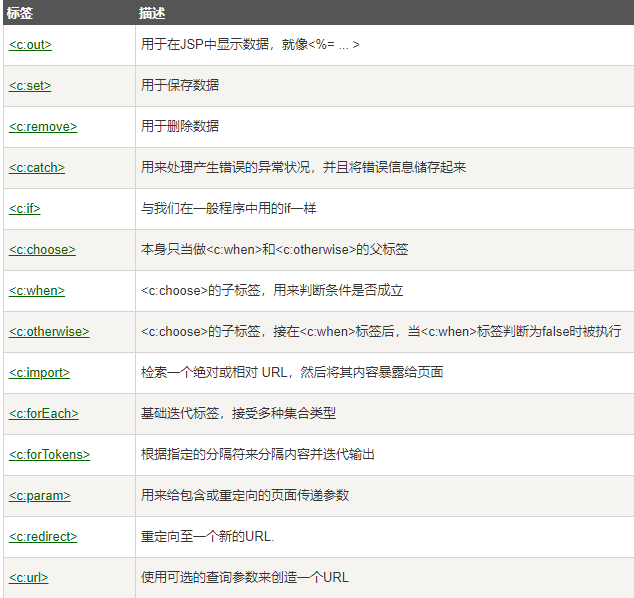 标签 描述
<c:out> 用于在JSP中显示数据，就像<%= ... >
<c:set> 用于保存数据
<c:remove> 用于删除数据
<c:catch> 用来处理产生错误的异常状况，并且将错误信息储存起来
<c:if> 与我们在一般程序中用的if一样
<c:choose> 本身只当做<c:when>和<c:otherwise>的父标签
<c:when> <c:choose>的子标签，用来判断条件是否成立
<c:otherwise> <c:choose>的子标签，接在<c:when>标签后，当<c:when>标签判断为false时被执行
<c:import> 检索一个绝对或相对 URL，然后将其内容暴露给页面
<c:forEach> 基础迭代标签，接受多种集合类型
<c:forTokens> 根据指定的分隔符来分隔内容并迭代输出
<c:param> 用来给包含或重定向的页面传递参数
<c:redirect> 重定向至一个新的URL.
<c:url> 使用可选的查询参数来创造一个URL